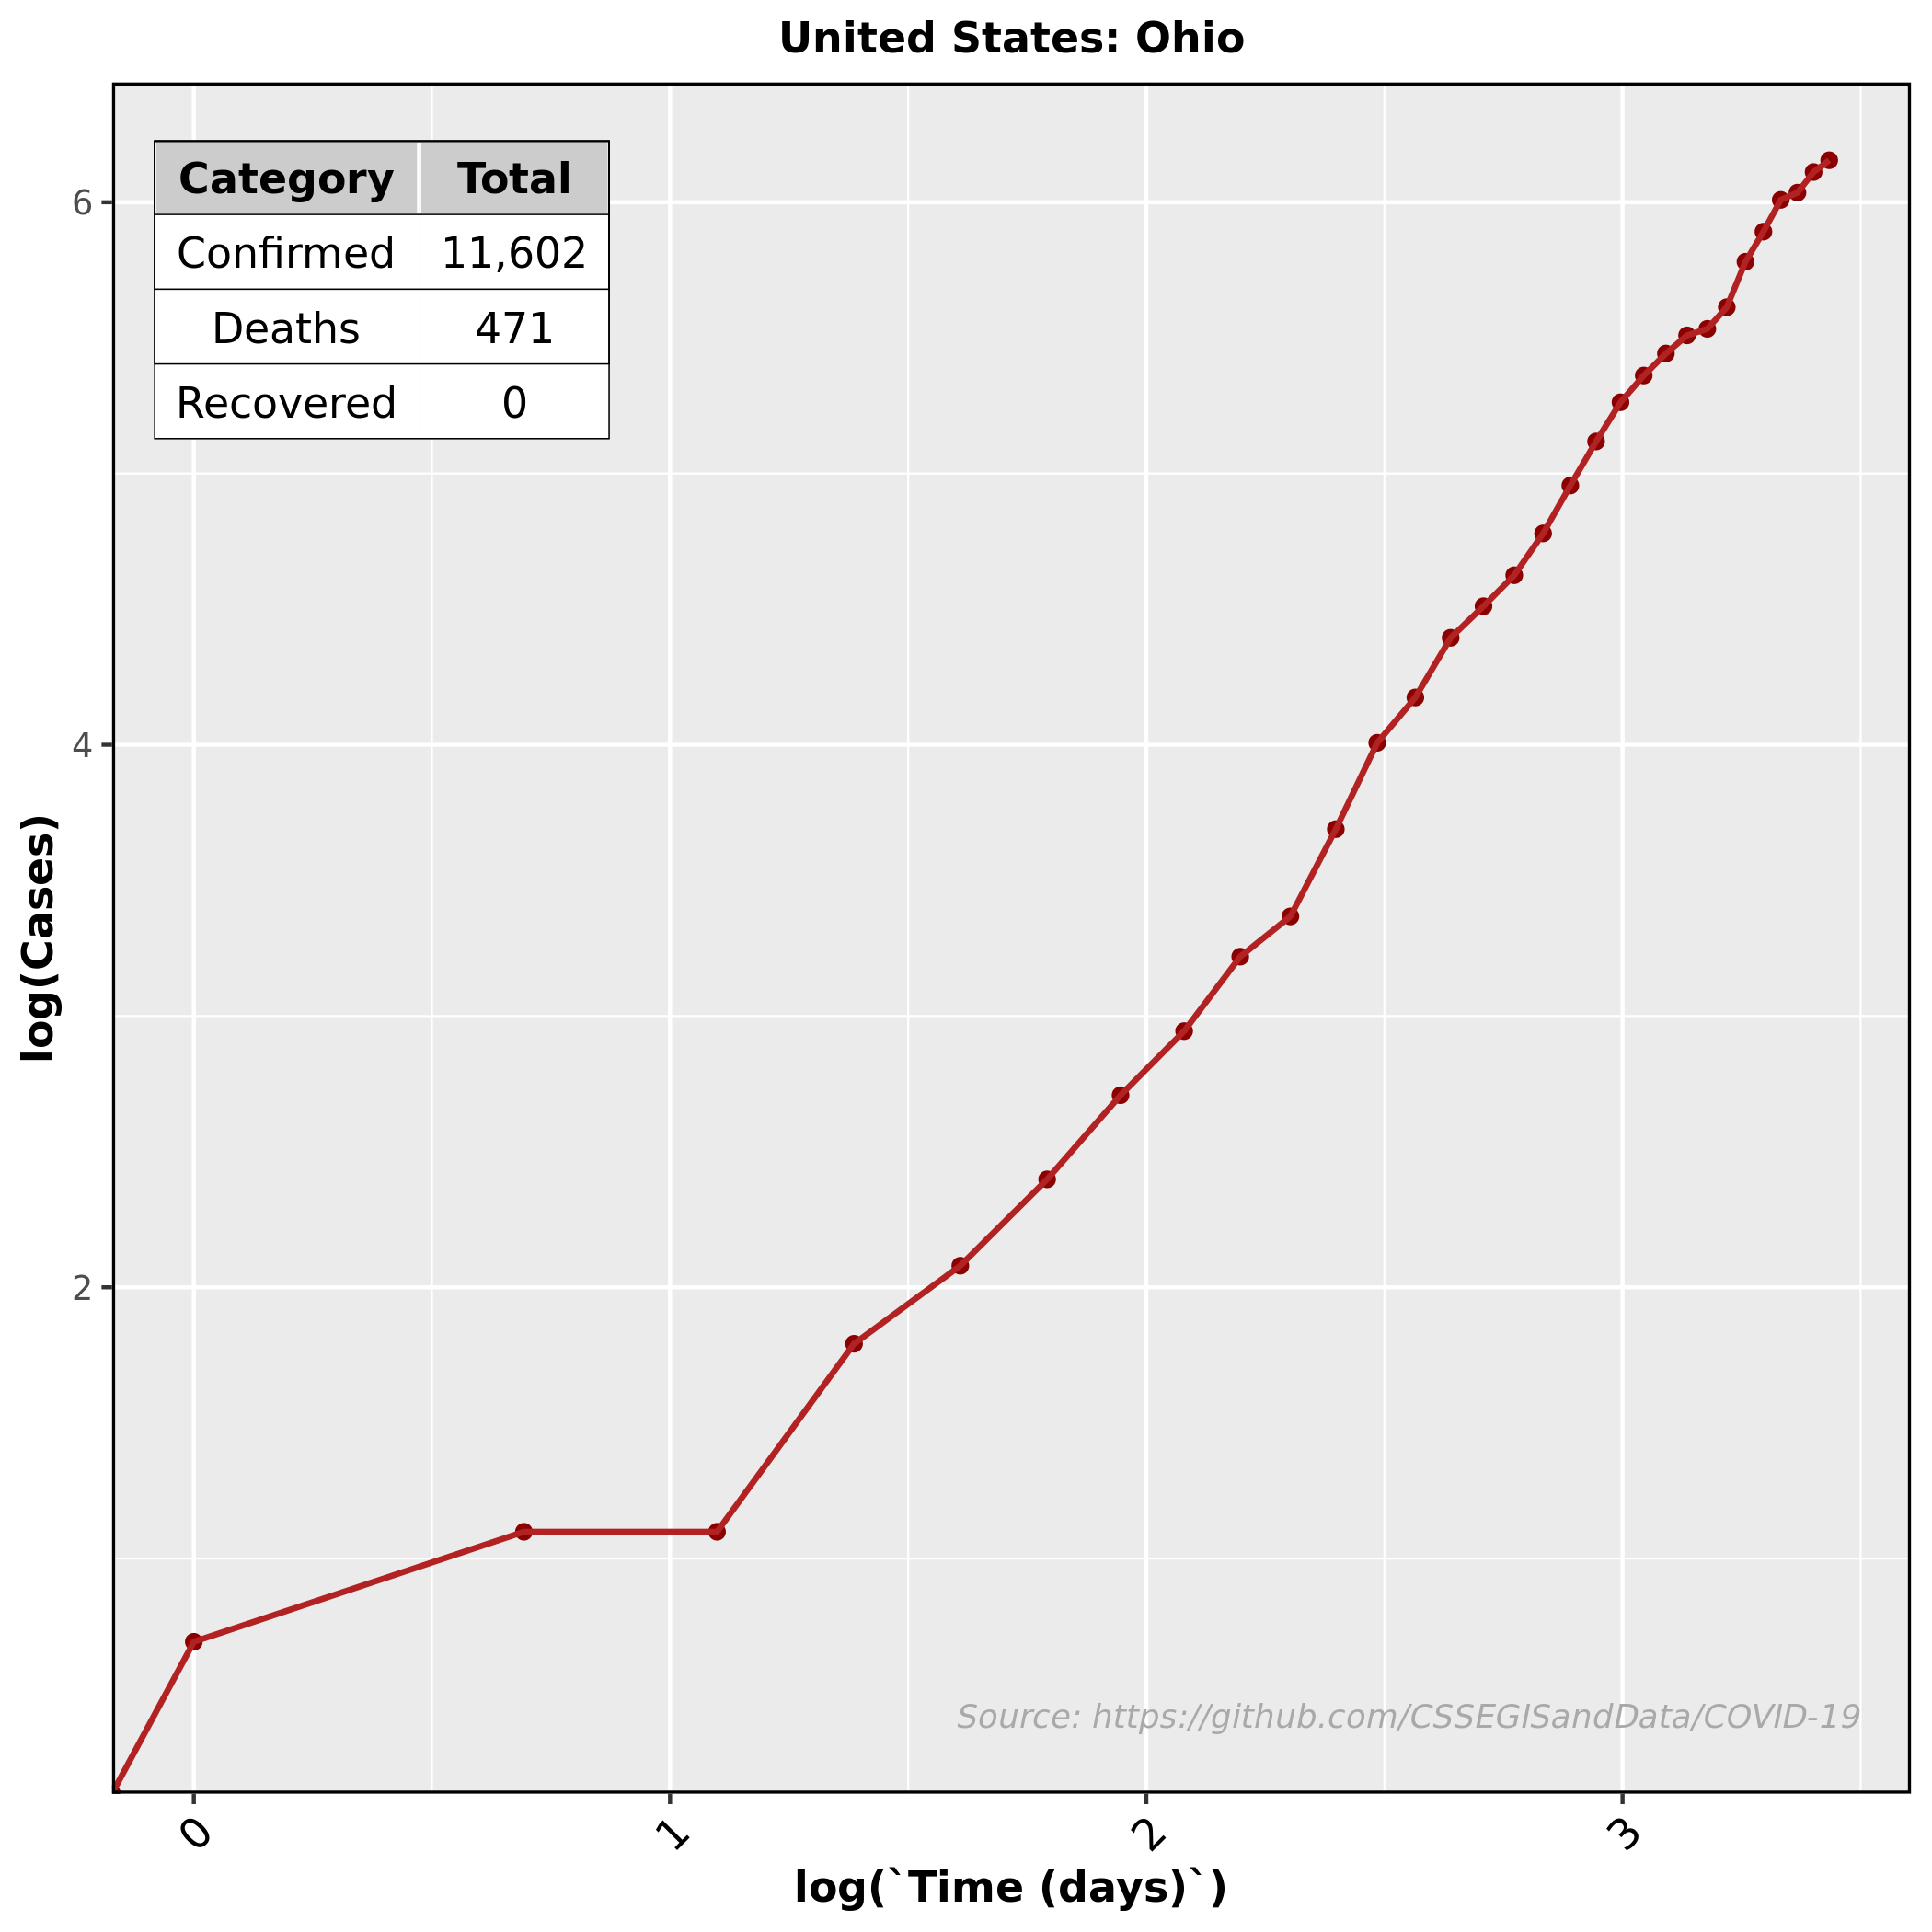 United States: Ohio
Category Total
Confirmed 11,602
Deaths 471
Recovered 0
6
4
2
log(Cases)
Source: https://github.com/CSSEGISandData/COVID-19
0 1 2 3
log(`Time (days)`)